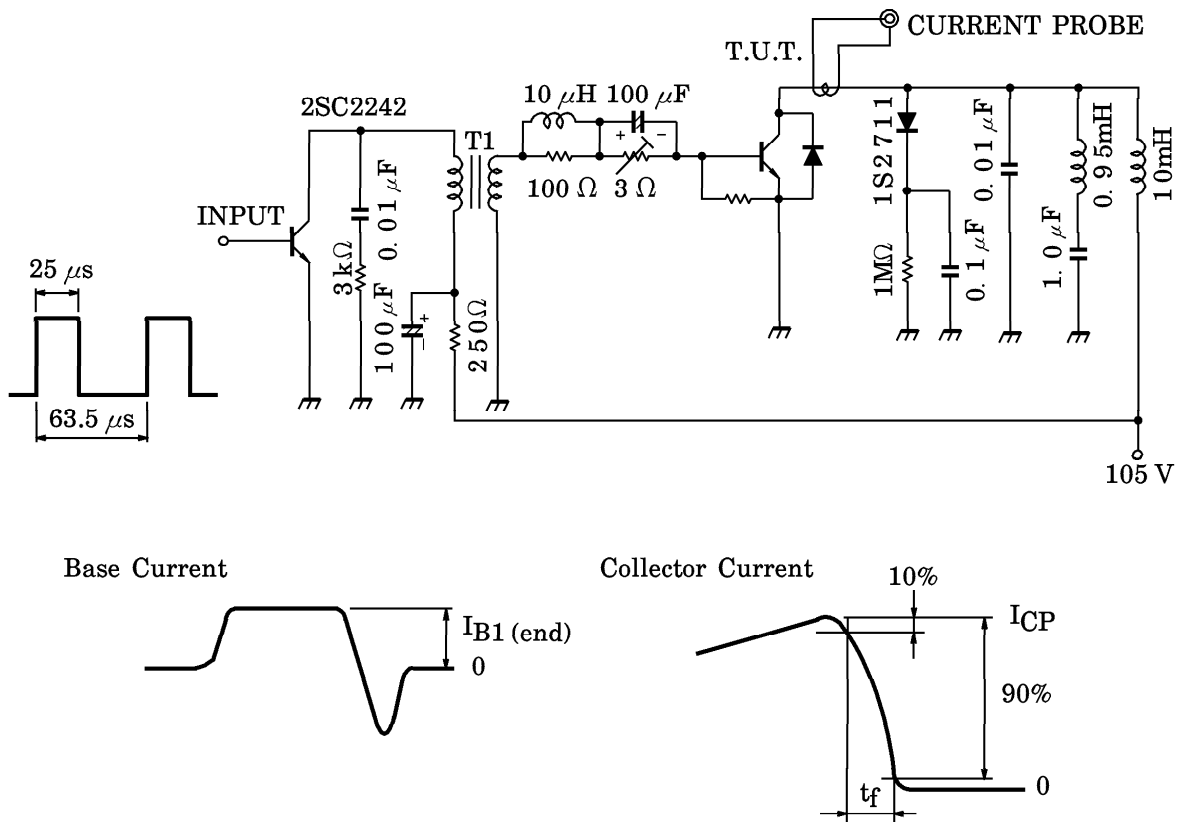 CURRENT PROBE
T.U.T.
10 μH 100 μF
2SC2242
T1
100 Ω
3 Ω
1S2711
0.01 μF
0.95mH
10mH
INPUT
0.01 μF
3kΩ
1MΩ
0.1 μF
1.0 μF
25 μs
100 μF
+
−
250Ω
+
−
63.5 μs
105 V
Base Current
IB1 (end)
0
Collector Current
10%
ICP
90%
0
tf